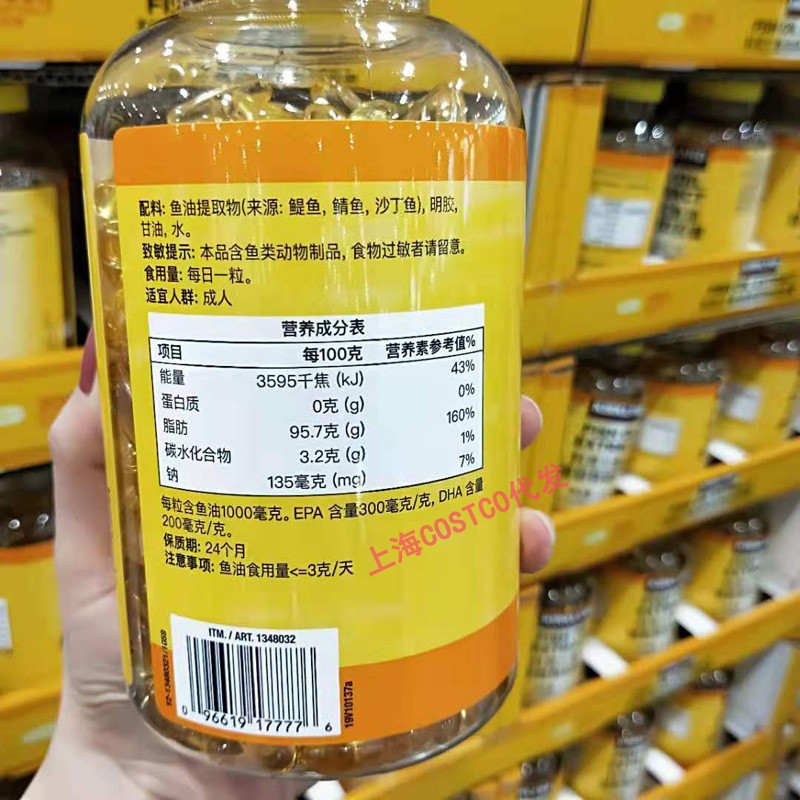 配料: 鱼油提取物(来源: 鳀鱼, 鲭鱼, 沙丁鱼), 明胶,
甘油, 水。
致敏提示: 本品含鱼类动物制品, 食物过敏者请留意。
食用量: 每日一粒。
适宜人群: 成人
营养成分表
项目 每100克 营养素参考值%
能量 3595千焦 (kJ) 43%
蛋白质 0克 (g) 0%
脂肪 95.7克 (g) 160%
碳水化合物 3.2克 (g) 1%
钠 135毫克 (mg) 7%
每粒含鱼油1000毫克。EPA 含量300毫克/克, DHA 含量
200毫克/克。
保质期: 24个月
注意事项: 鱼油食用量<=3克/天
上海COSTCO代发
ITM. / ART. 1348032
0 96619 17777 6
19V10137a